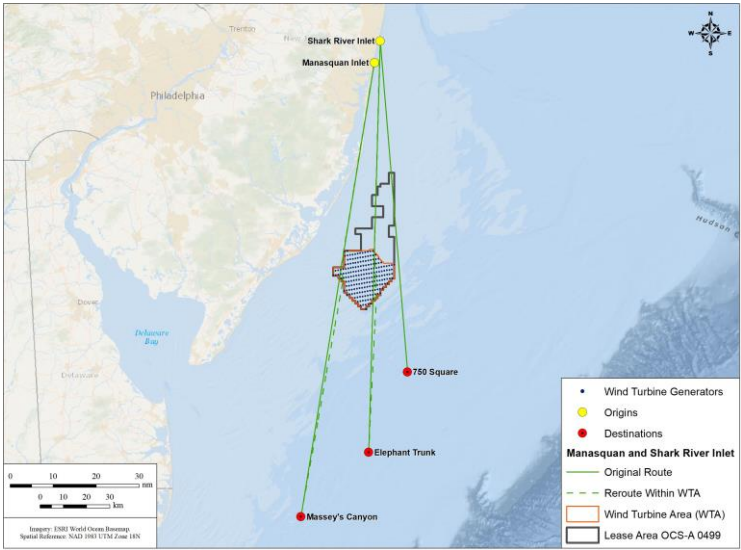 Trenton
N
W E
S
Shark River Inlet
Manasquan Inlet
Philadelphia
Hudson C
Dover
Delaware
Bay
Delaware
750 Square
Elephant Trunk
Massey's Canyon
Wind Turbine Generators
Origins
Destinations
Manasquan and Shark River Inlet
Original Route
Reroute Within WTA
Wind Turbine Area (WTA)
Lease Area OCS-A 0499
0 10 20 30
nm
0 10 20 30
km
Imagery: ESRI World Ocean Basemap.
Spatial Reference: NAD 1983 UTM Zone 18N